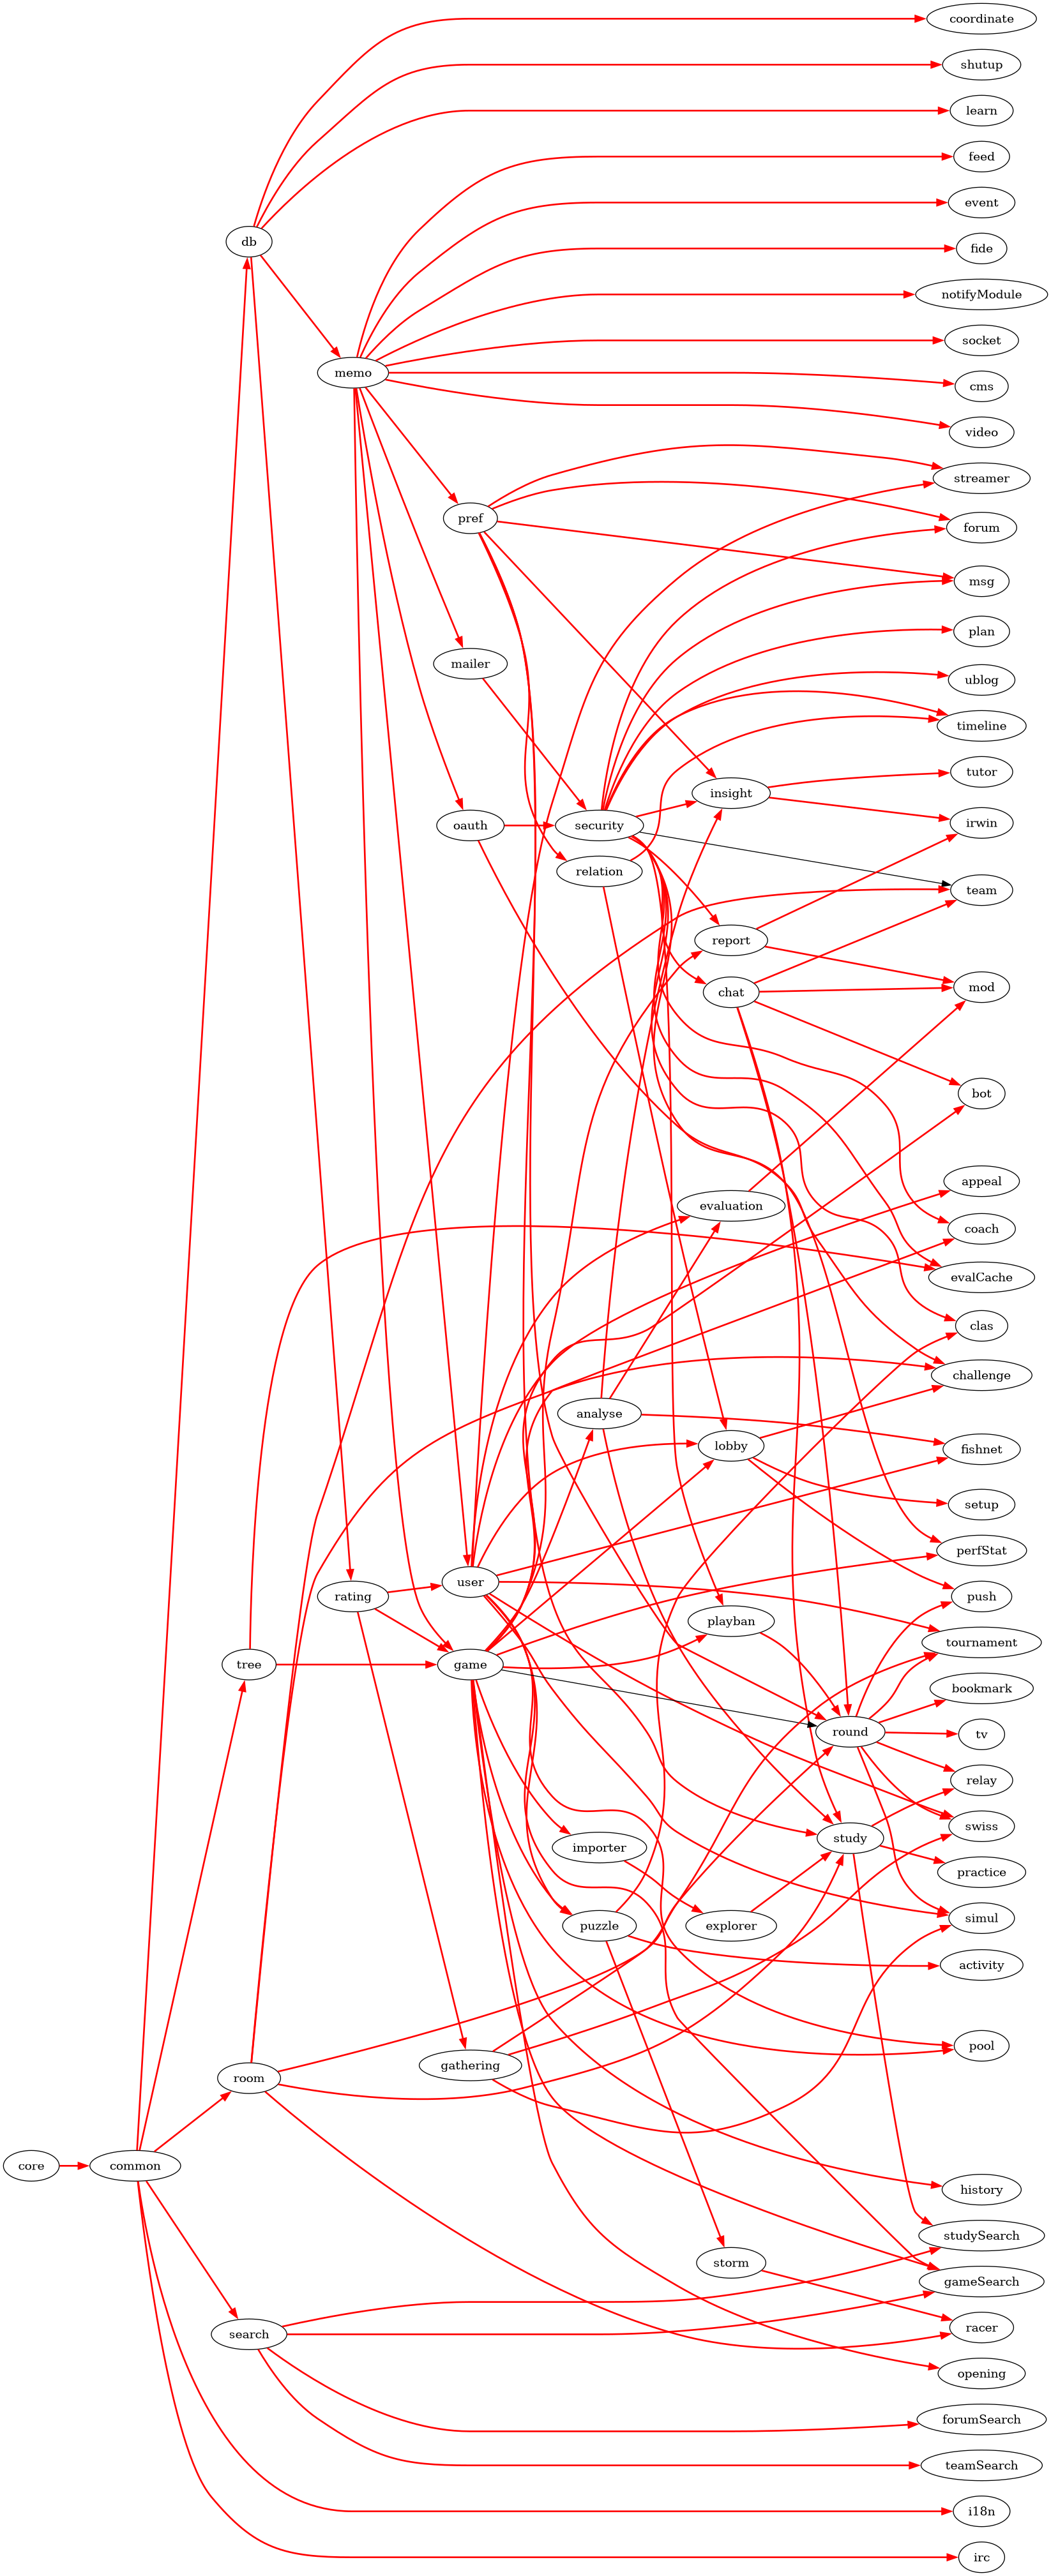 coordinate
shutup
learn
feed
event
db
fide
notifyModule
socket
memo
cms
video
streamer
pref
forum
msg
plan
mailer
ublog
timeline
tutor
insight
irwin
oauth
security
relation
team
report
mod
chat
bot
appeal
evaluation
coach
evalCache
clas
challenge
analyse
lobby
fishnet
setup
perfStat
user
rating
push
playban
tournament
tree
game
bookmark
round
tv
relay
swiss
study
importer
practice
simul
puzzle
explorer
activity
pool
gathering
room
core
common
history
studySearch
storm
gameSearch
racer
search
opening
forumSearch
teamSearch
i18n
irc